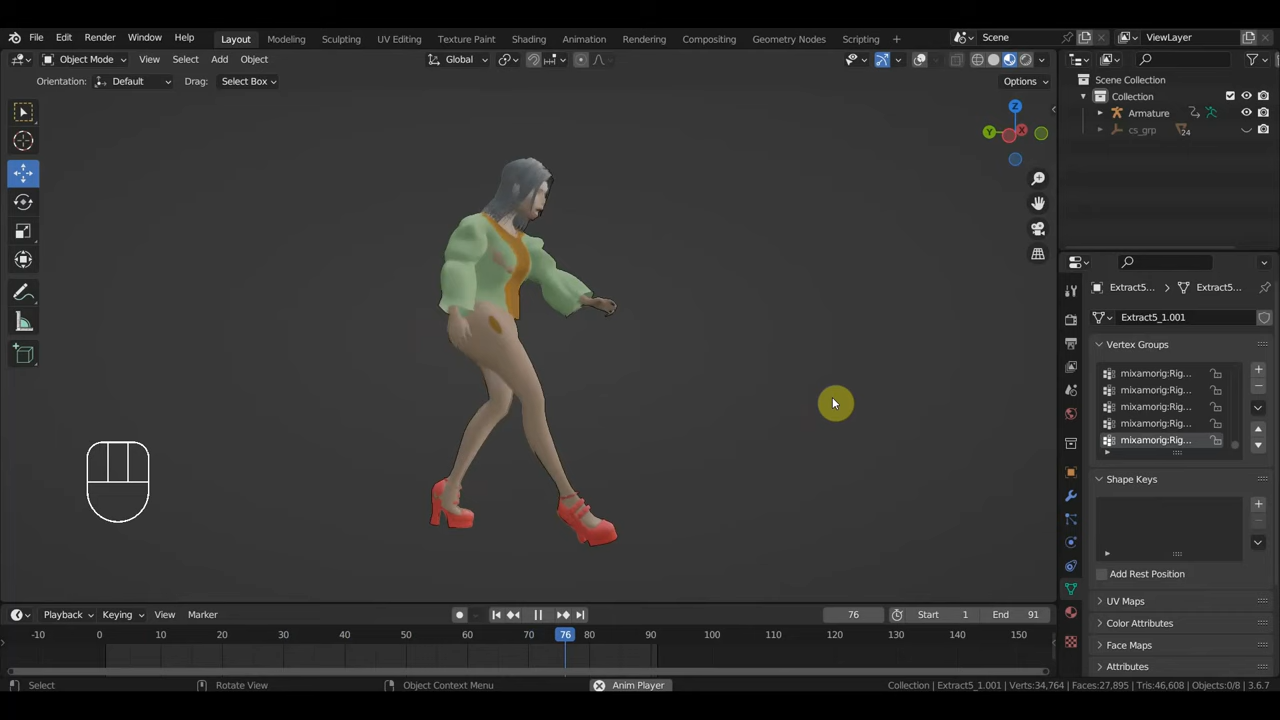 File Edit Render Window Help Layout Modeling Sculpting UV Editing Texture Paint Shading Animation Rendering Compositing Geometry Nodes Scripting + Scene ViewLayer
Object Mode View Select Add Object Global
Orientation: Default Drag: Select Box Options
Scene Collection
Collection
Armature
cs_grp 24
Z
Y X
Extract5... Extract5...
Extract5_1.001
Vertex Groups
mixamorig:Rig...
mixamorig:Rig...
mixamorig:Rig...
mixamorig:Rig...
mixamorig:Rig...
Shape Keys
Add Rest Position
UV Maps
Color Attributes
Face Maps
Attributes
Playback Keying View Marker 76 Start 1 End 91
-10 0 10 20 30 40 50 60 70 76 80 90 100 110 120 130 140 150
Select Rotate View Object Context Menu Anim Player Collection | Extract5_1.001 | Verts:34,764 | Faces:27,895 | Tris:46,608 | Objects:0/8 | 3.6.7